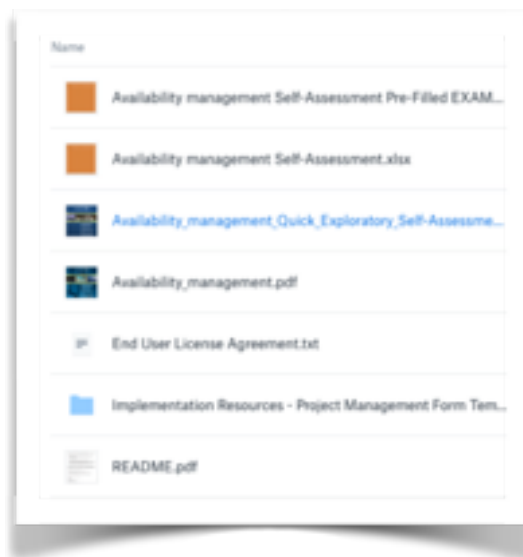 Name
Availability management Self-Assessment Pre-Filled EXAM...
Availability management Self-Assessment.xlsx
Availability_management_Quick_Exploratory_Self-Assessme...
Availability_management.pdf
End User License Agreement.txt
Implementation Resources - Project Management Form Tem...
README.pdf